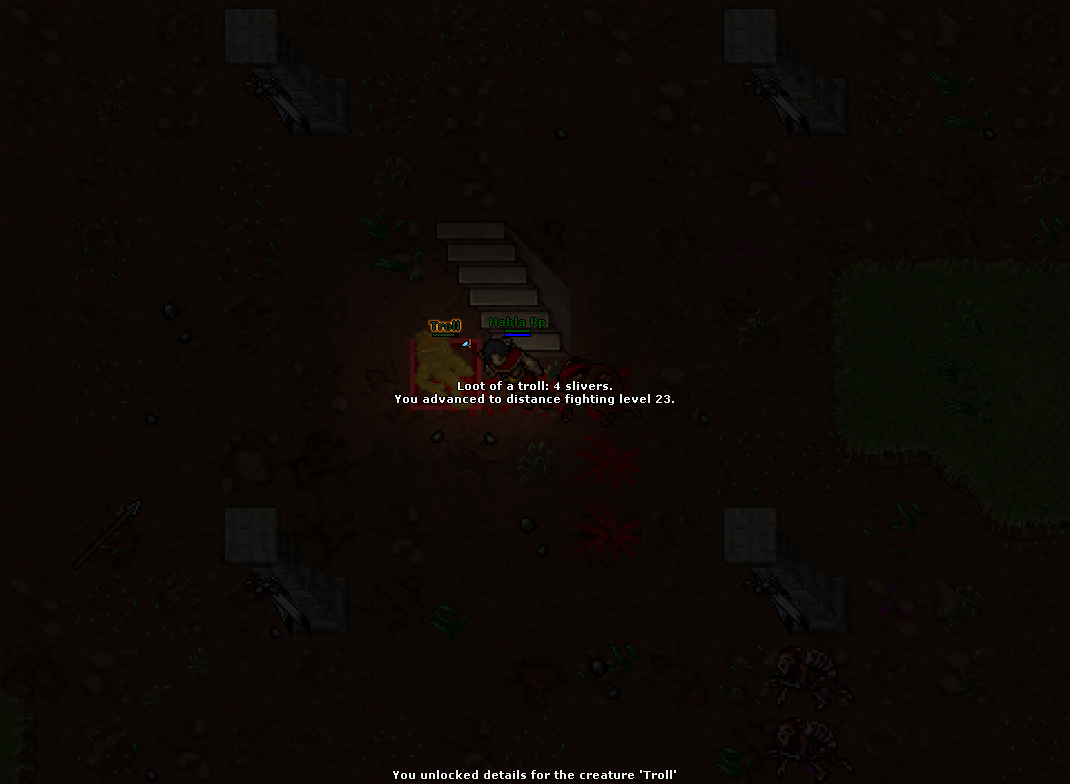 Troll
Habla Rp
Loot of a troll: 4 slivers.
You advanced to distance fighting level 23.
You unlocked details for the creature 'Troll'